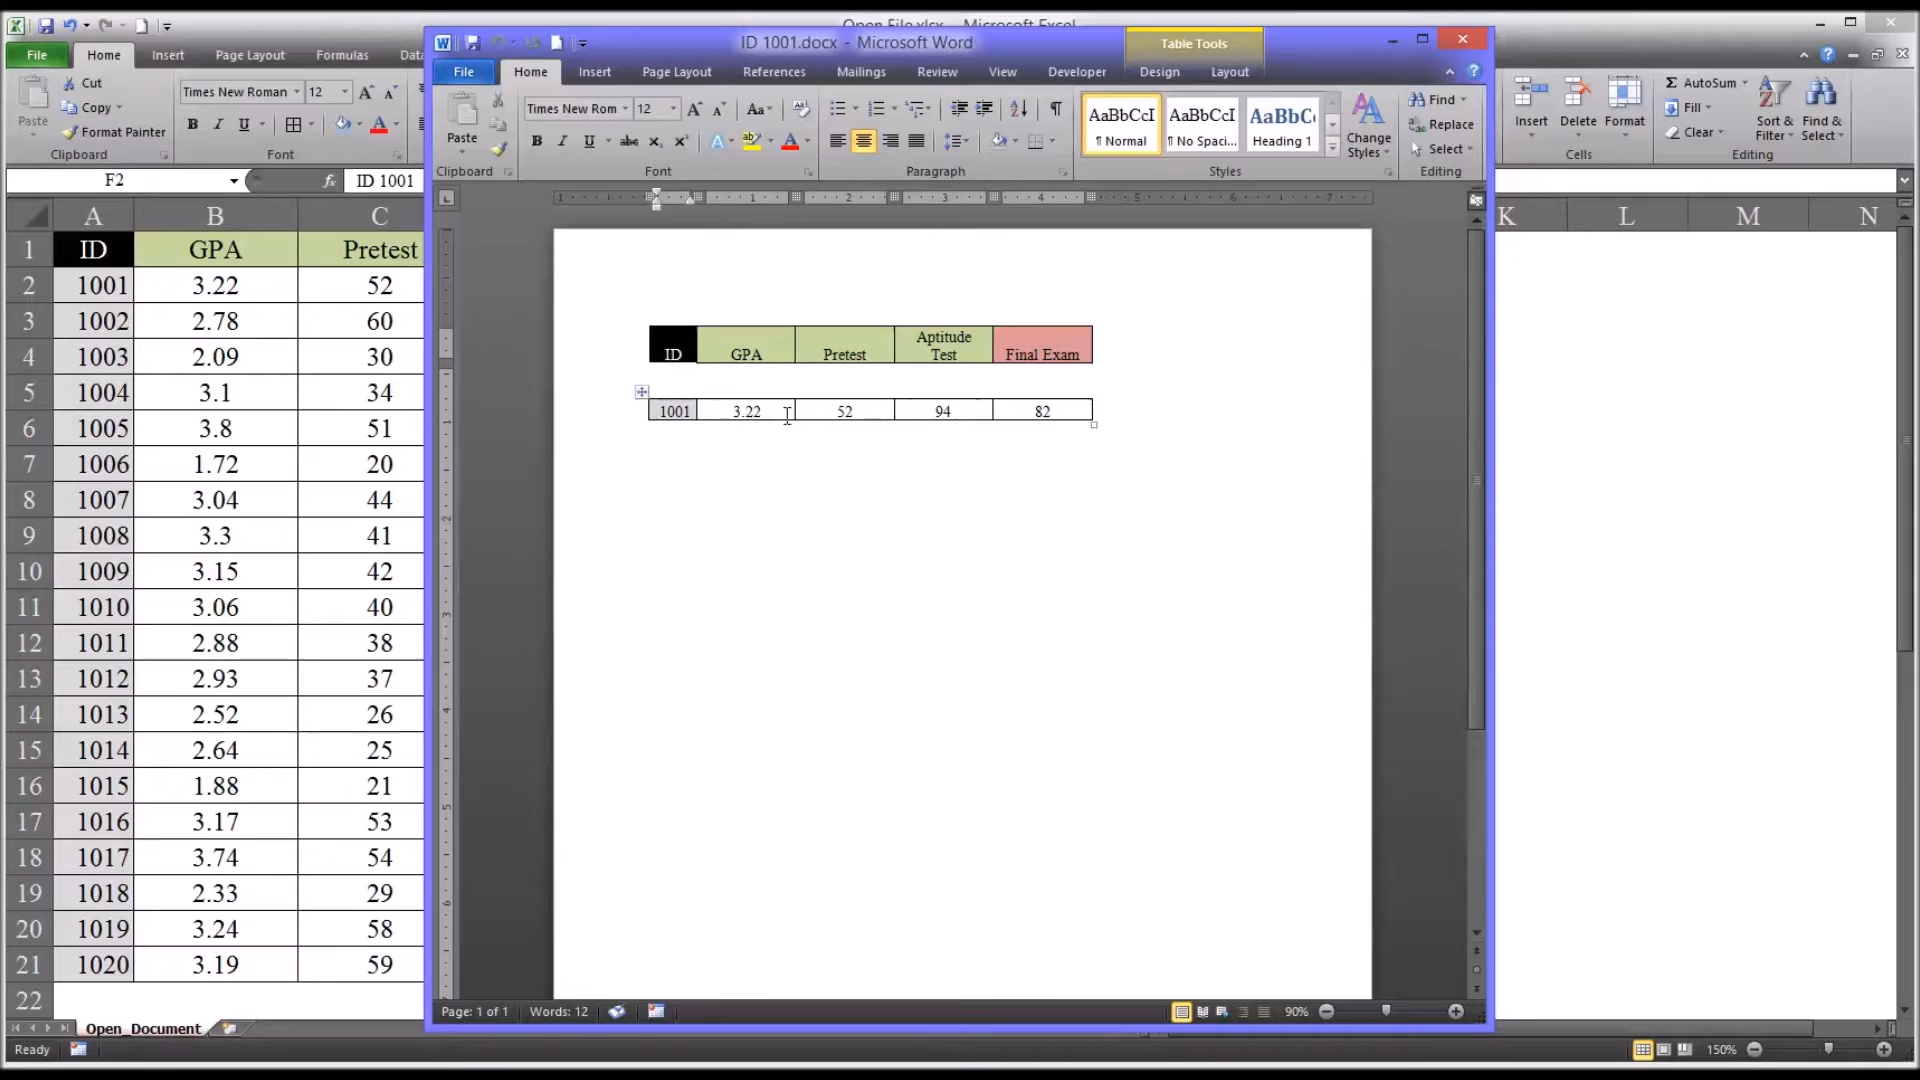 Open File.xlsx - Microsoft Excel
File Home Insert Page Layout Formulas
Cut
Copy
Format Painter
Paste
Clipboard
Times New Roman 12
Font
AutoSum
Fill
Clear
Insert Delete Format
Sort & Filter
Find & Select
Cells
Editing
F2 fx ID 1001
A B C K L M N
1 ID GPA Pretest
2 1001 3.22 52
3 1002 2.78 60
4 1003 2.09 30
5 1004 3.1 34
6 1005 3.8 51
7 1006 1.72 20
8 1007 3.04 44
9 1008 3.3 41
10 1009 3.15 42
11 1010 3.06 40
12 1011 2.88 38
13 1012 2.93 37
14 1013 2.52 26
15 1014 2.64 25
16 1015 1.88 21
17 1016 3.17 53
18 1017 3.74 54
19 1018 2.33 29
20 1019 3.24 58
21 1020 3.19 59
22
Open_Document
Ready
150%
ID 1001.docx - Microsoft Word
Table Tools
File Home Insert Page Layout References Mailings Review View Developer Design Layout
Paste
Clipboard
Times New Rom 12
Font
Paragraph
AaBbCcI AaBbCcI AaBbC
¶ Normal ¶ No Spaci... Heading 1
Change
Styles
Styles
Find
Replace
Select
Editing
1 1 2 3 4 5 6 7
ID GPA Pretest Aptitude Test Final Exam
1001 3.22 52 94 82
Page: 1 of 1 Words: 12
90%